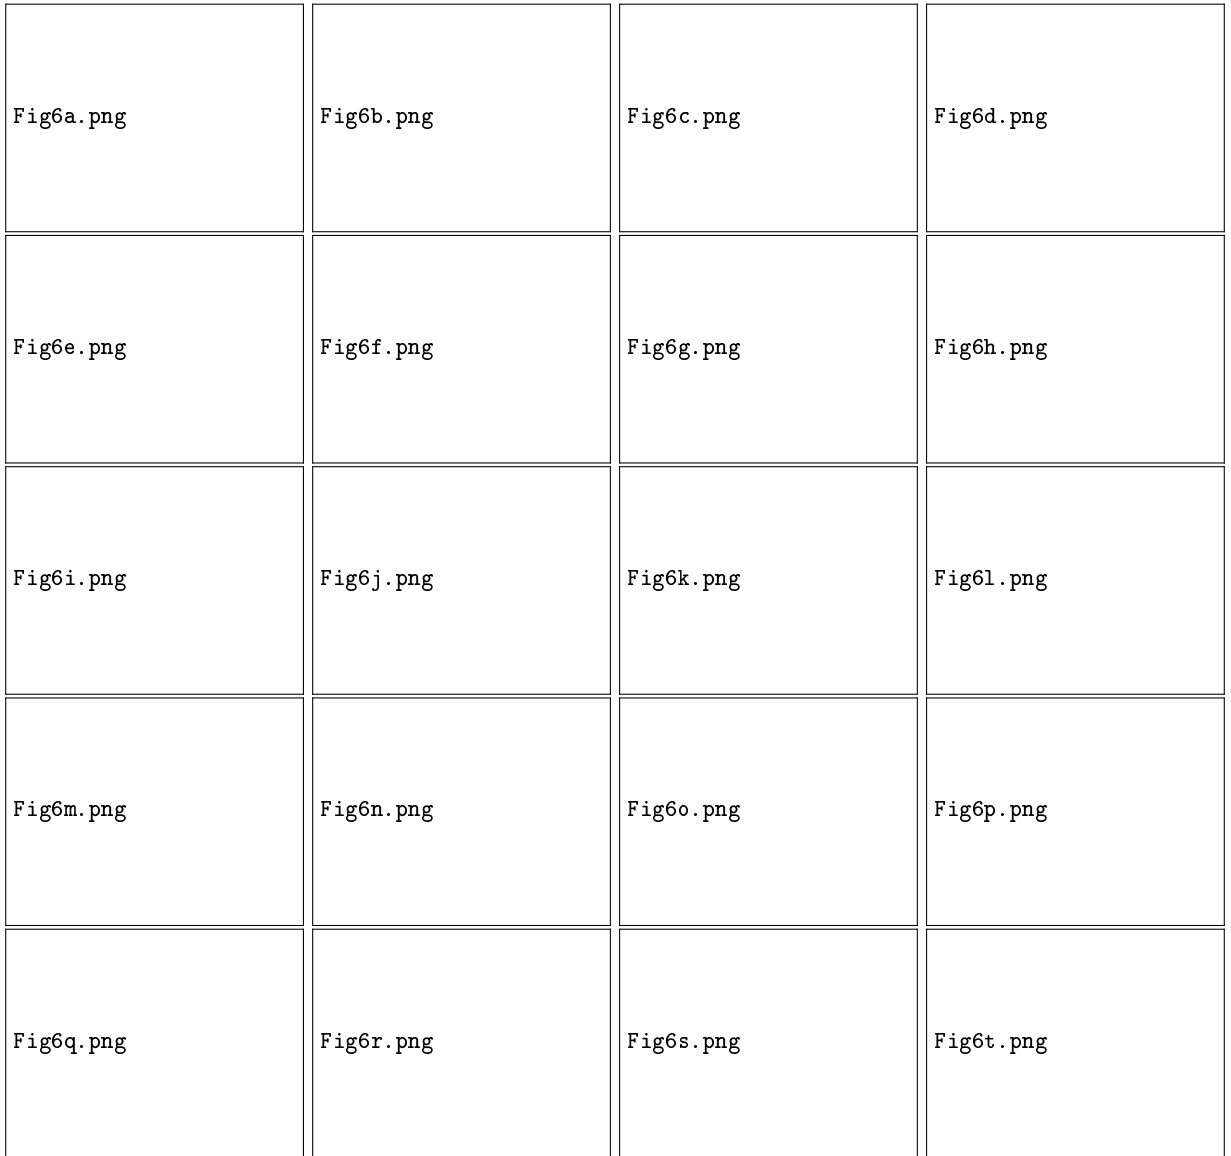 Fig6a.png Fig6b.png Fig6c.png Fig6d.png
Fig6e.png Fig6f.png Fig6g.png Fig6h.png
Fig6i.png Fig6j.png Fig6k.png Fig6l.png
Fig6m.png Fig6n.png Fig6o.png Fig6p.png
Fig6q.png Fig6r.png Fig6s.png Fig6t.png